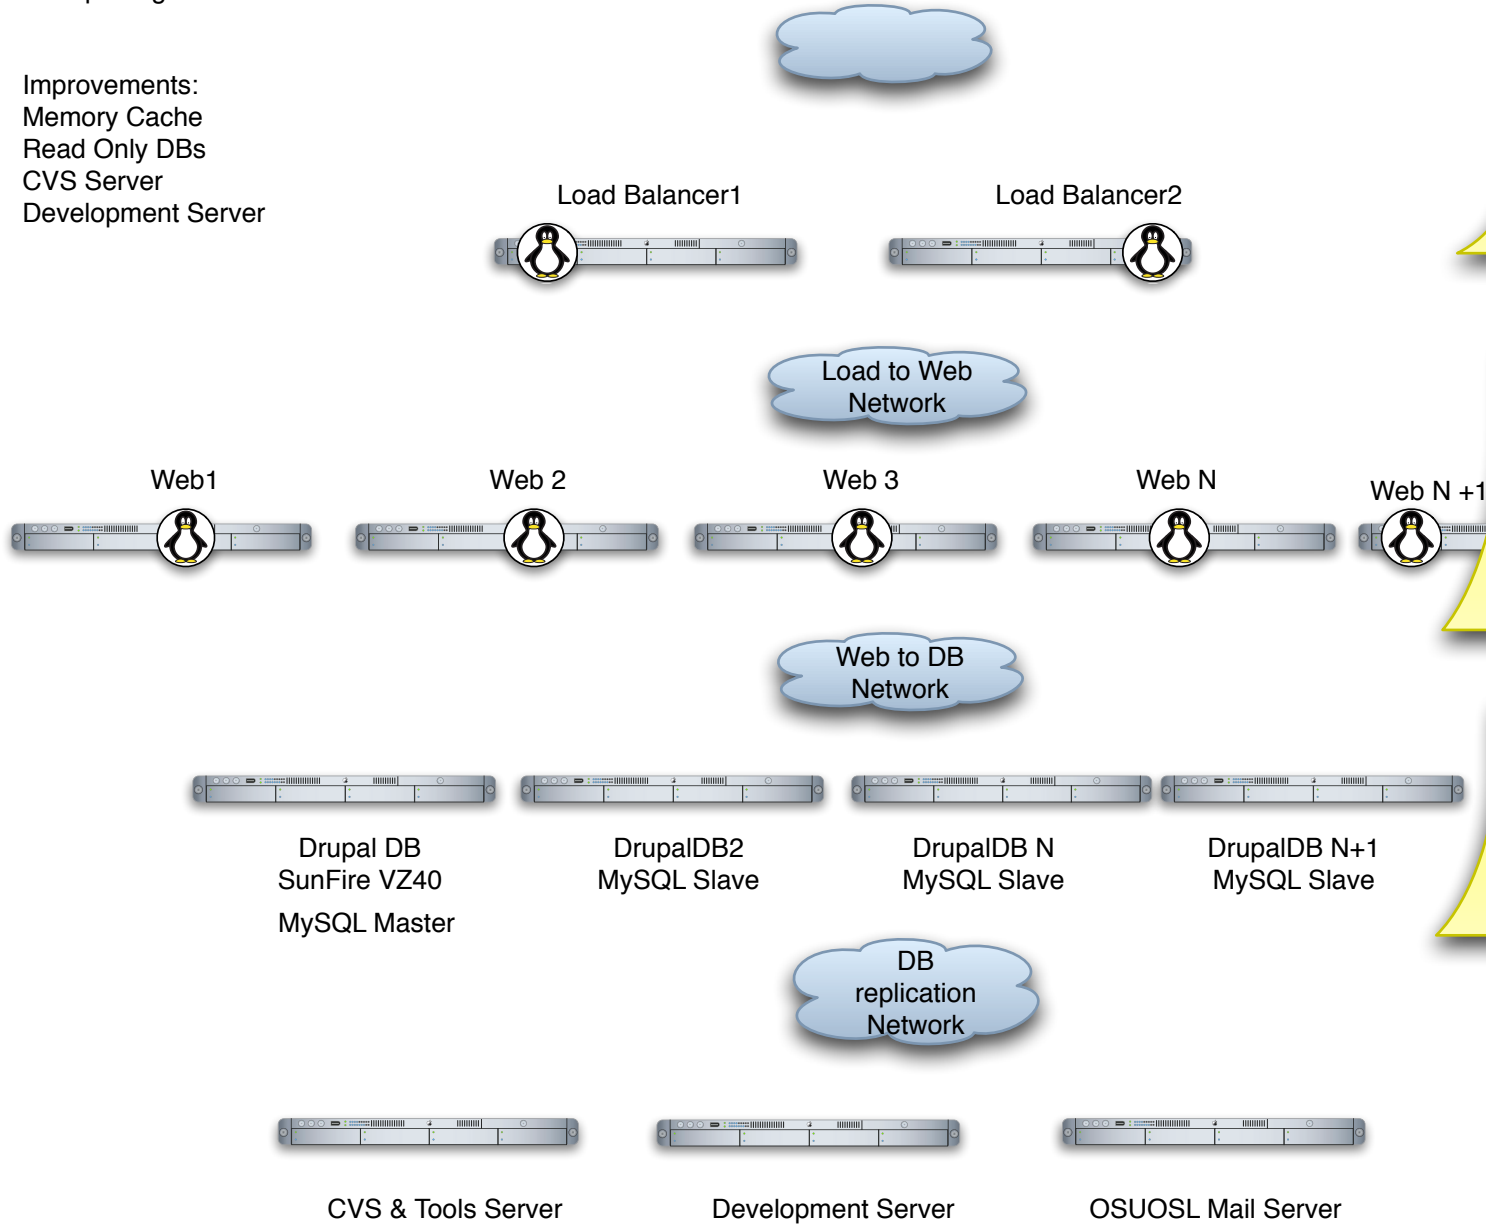 Improvements:
Memory Cache
Read Only DBs
CVS Server
Development Server
Load Balancer1
Load Balancer2
Load to Web
Network
Web1
Web 2
Web 3
Web N
Web N +1
Web to DB
Network
Drupal DB
SunFire VZ40
MySQL Master
DrupalDB2
MySQL Slave
DrupalDB N
MySQL Slave
DrupalDB N+1
MySQL Slave
DB
replication
Network
CVS & Tools Server
Development Server
OSUOSL Mail Server